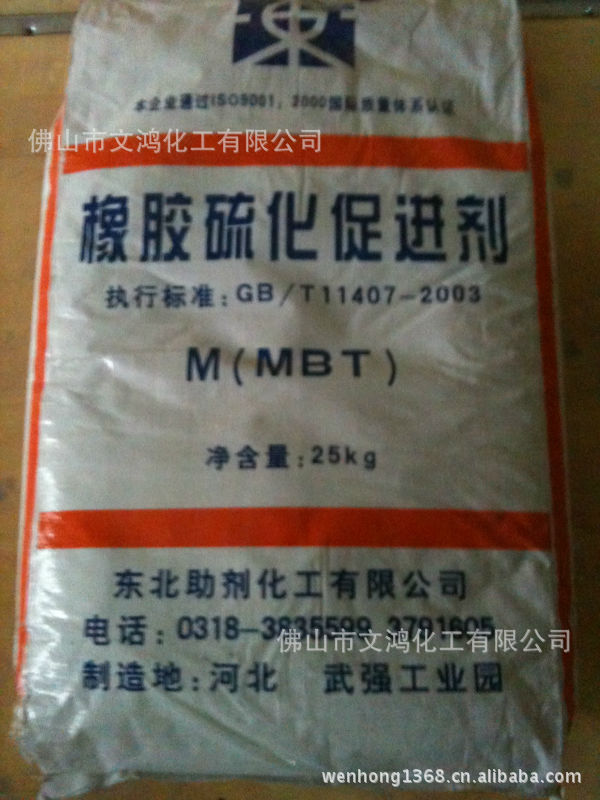 本企业通过ISO9001:2000国际质量体系认证
佛山市文鸿化工有限公司
橡胶硫化促进剂
执行标准:GB/T11407-2003
M(MBT)
净含量:25kg
东北助剂化工有限公司
电话:0318-3835599 3791605
佛山市文鸿化工有限公司
制造地:河北 武强工业园
wenhong1368.cn.alibaba.com